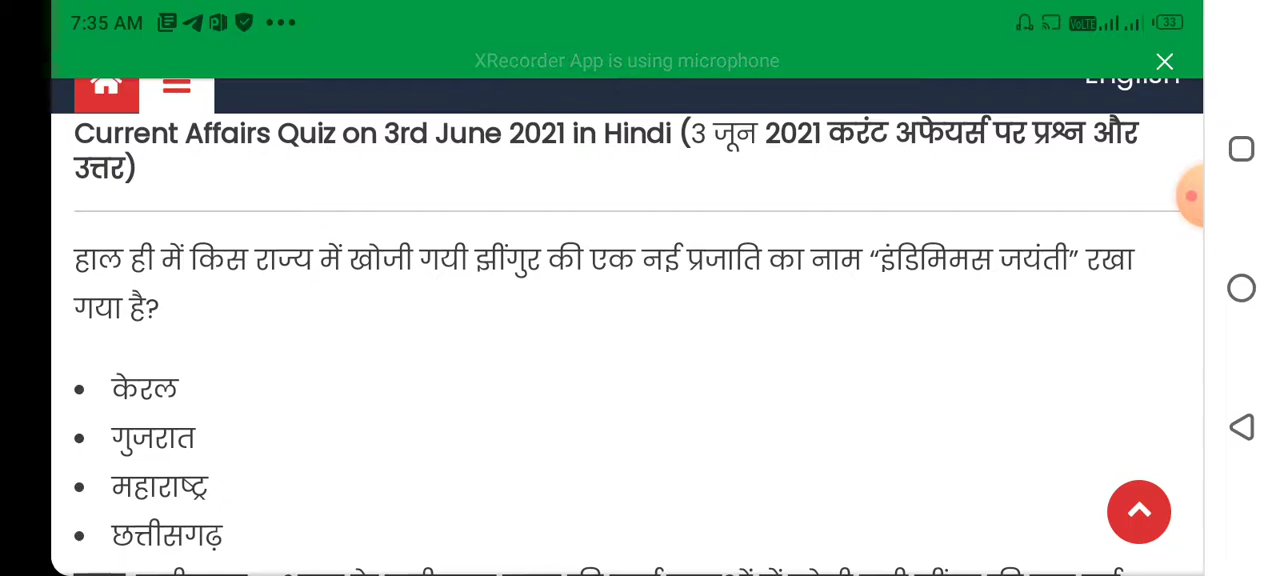 7:35 AM
33
XRecorder App is using microphone
English
Current Affairs Quiz on 3rd June 2021 in Hindi (3 जून 2021 करंट अफेयर्स पर प्रश्न और
उत्तर)
हाल ही में किस राज्य में खोजी गयी झींगुर की एक नई प्रजाति का नाम “इंडिमिमस जयंती” रखा
गया है?
• केरल
• गुजरात
• महाराष्ट्र
• छत्तीसगढ़